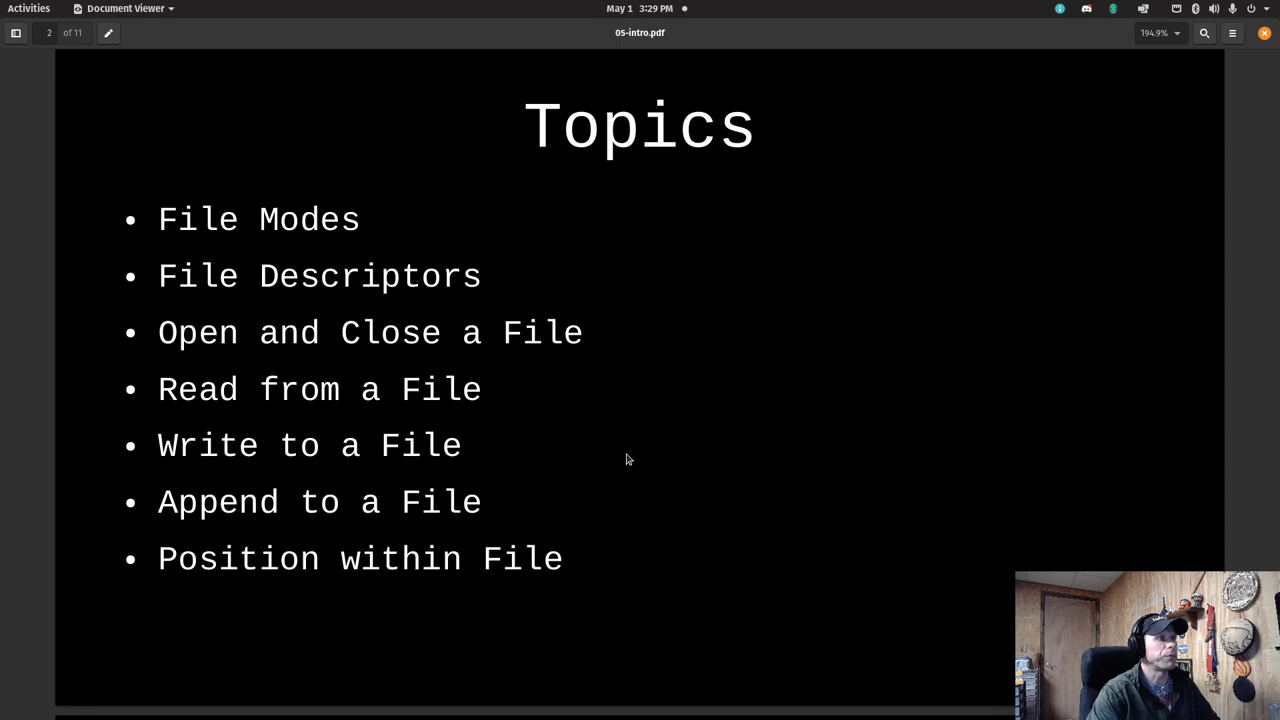 Activities
Document Viewer
May 1 3:29 PM
2 of 11
05-intro.pdf
194.9%
Topics
• File Modes
• File Descriptors
• Open and Close a File
• Read from a File
• Write to a File
• Append to a File
• Position within File